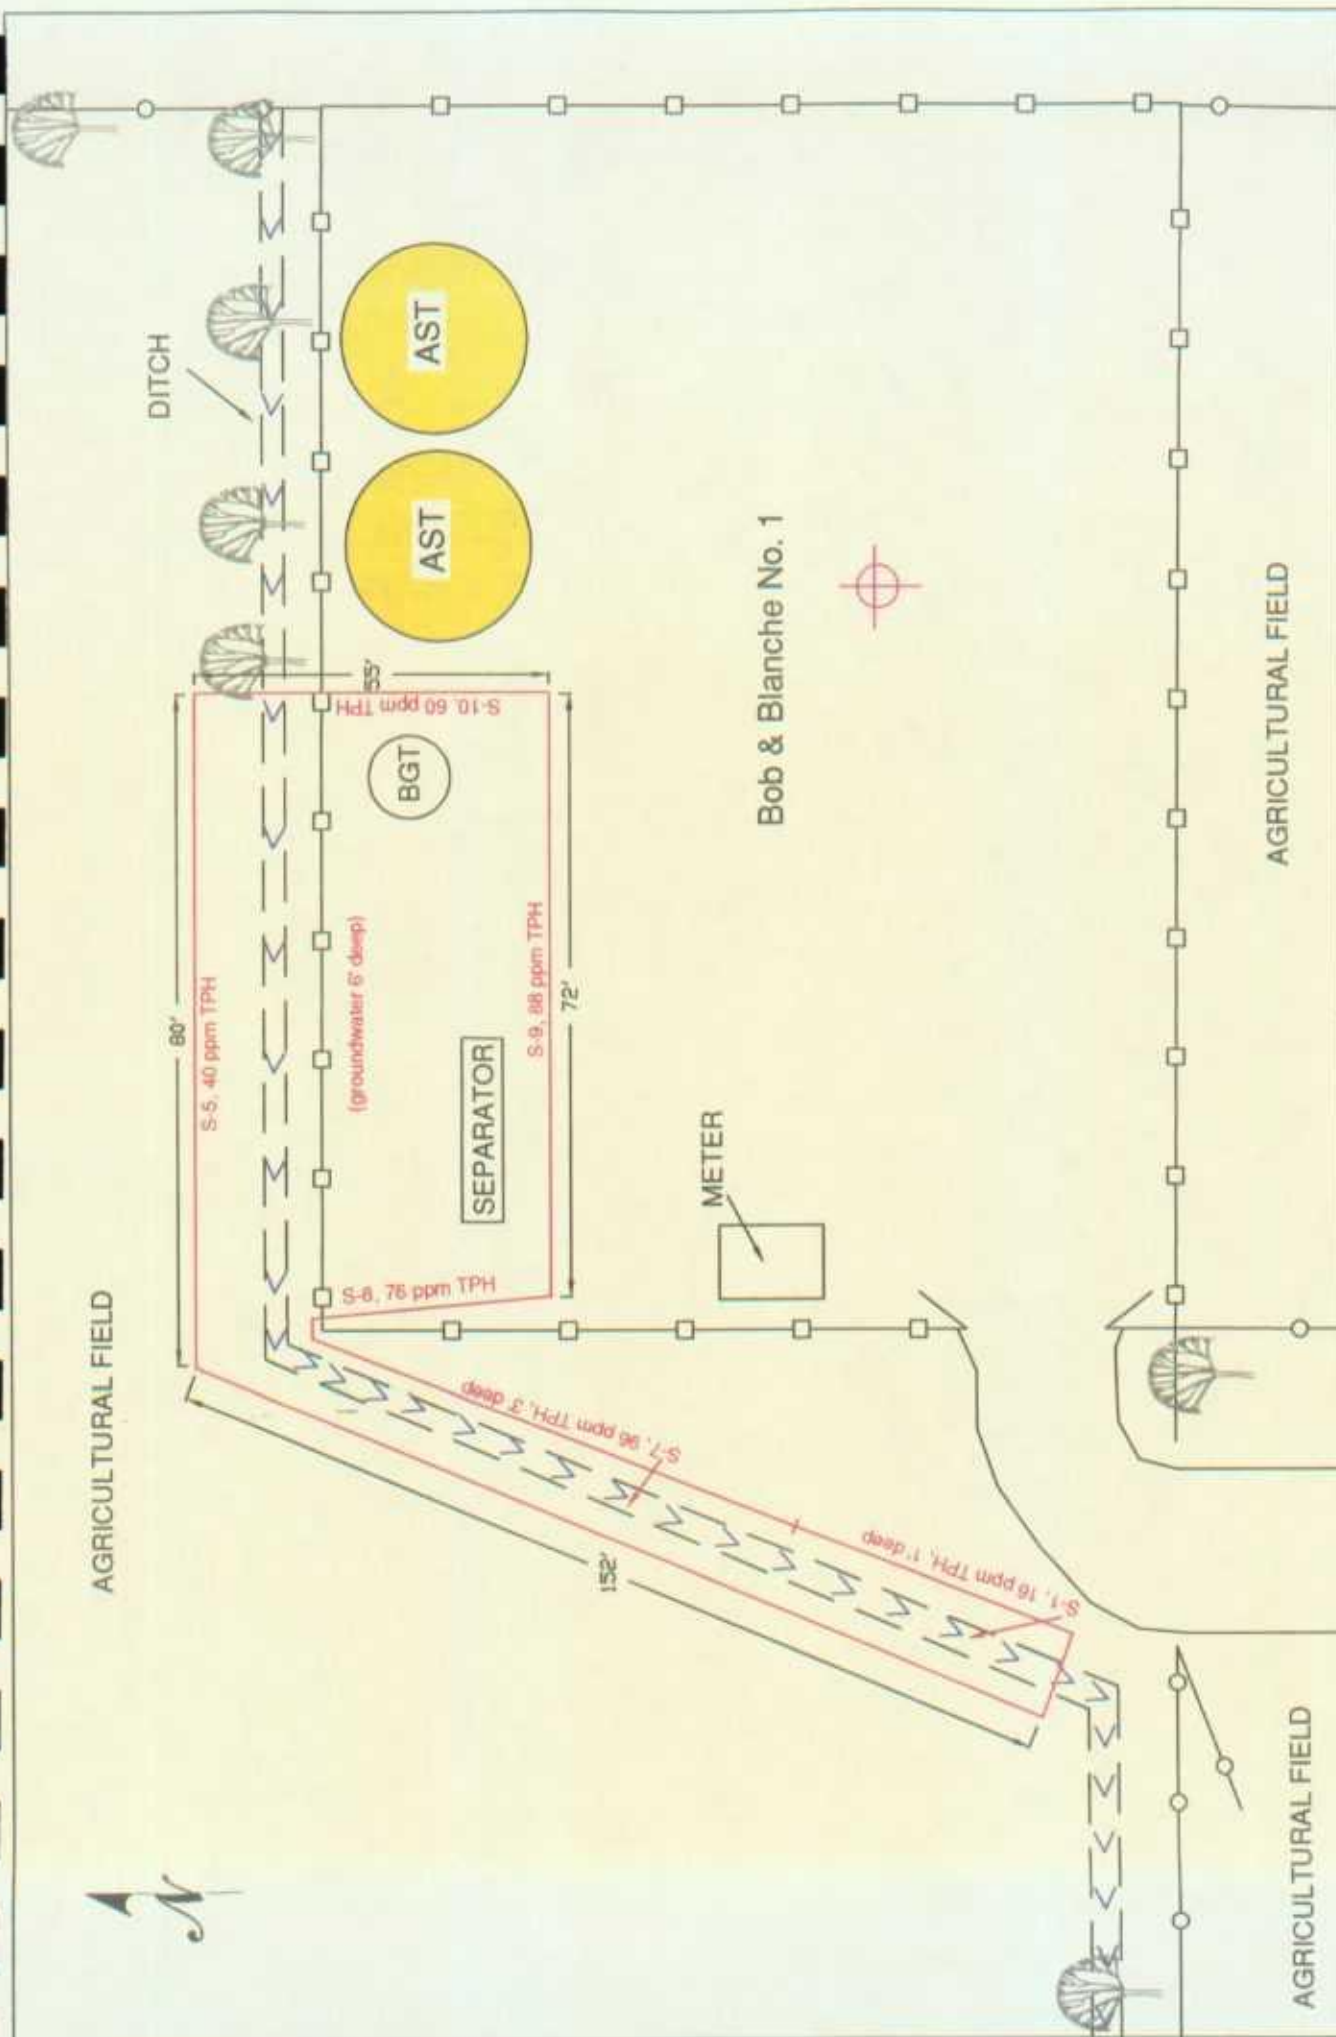 AGRICULTURAL FIELD
DITCH
80'
S-5, 40 ppm TPH
(groundwater 6' deep)
S-8, 76 ppm TPH
SEPARATOR
BGT
S-10, 60 ppm TPH
55'
AST
AST
S-9, 88 ppm TPH
72'
S-7, 96 ppm TPH, 3' deep
152'
S-1, 16 ppm TPH, 1' deep
METER
Bob & Blanche No. 1
AGRICULTURAL FIELD
AGRICULTURAL FIELD
N